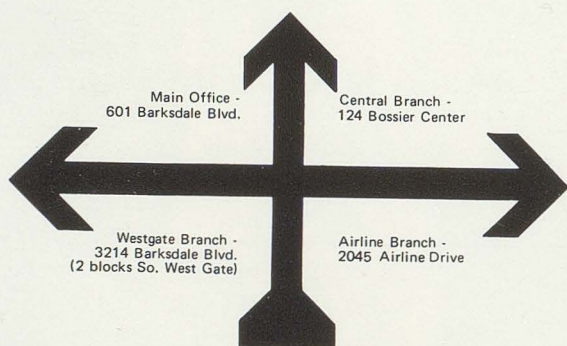 Main Office -
601 Barksdale Blvd.
Central Branch -
124 Bossier Center
Westgate Branch -
3214 Barksdale Blvd.
(2 blocks So. West Gate)
Airline Branch -
2045 Airline Drive